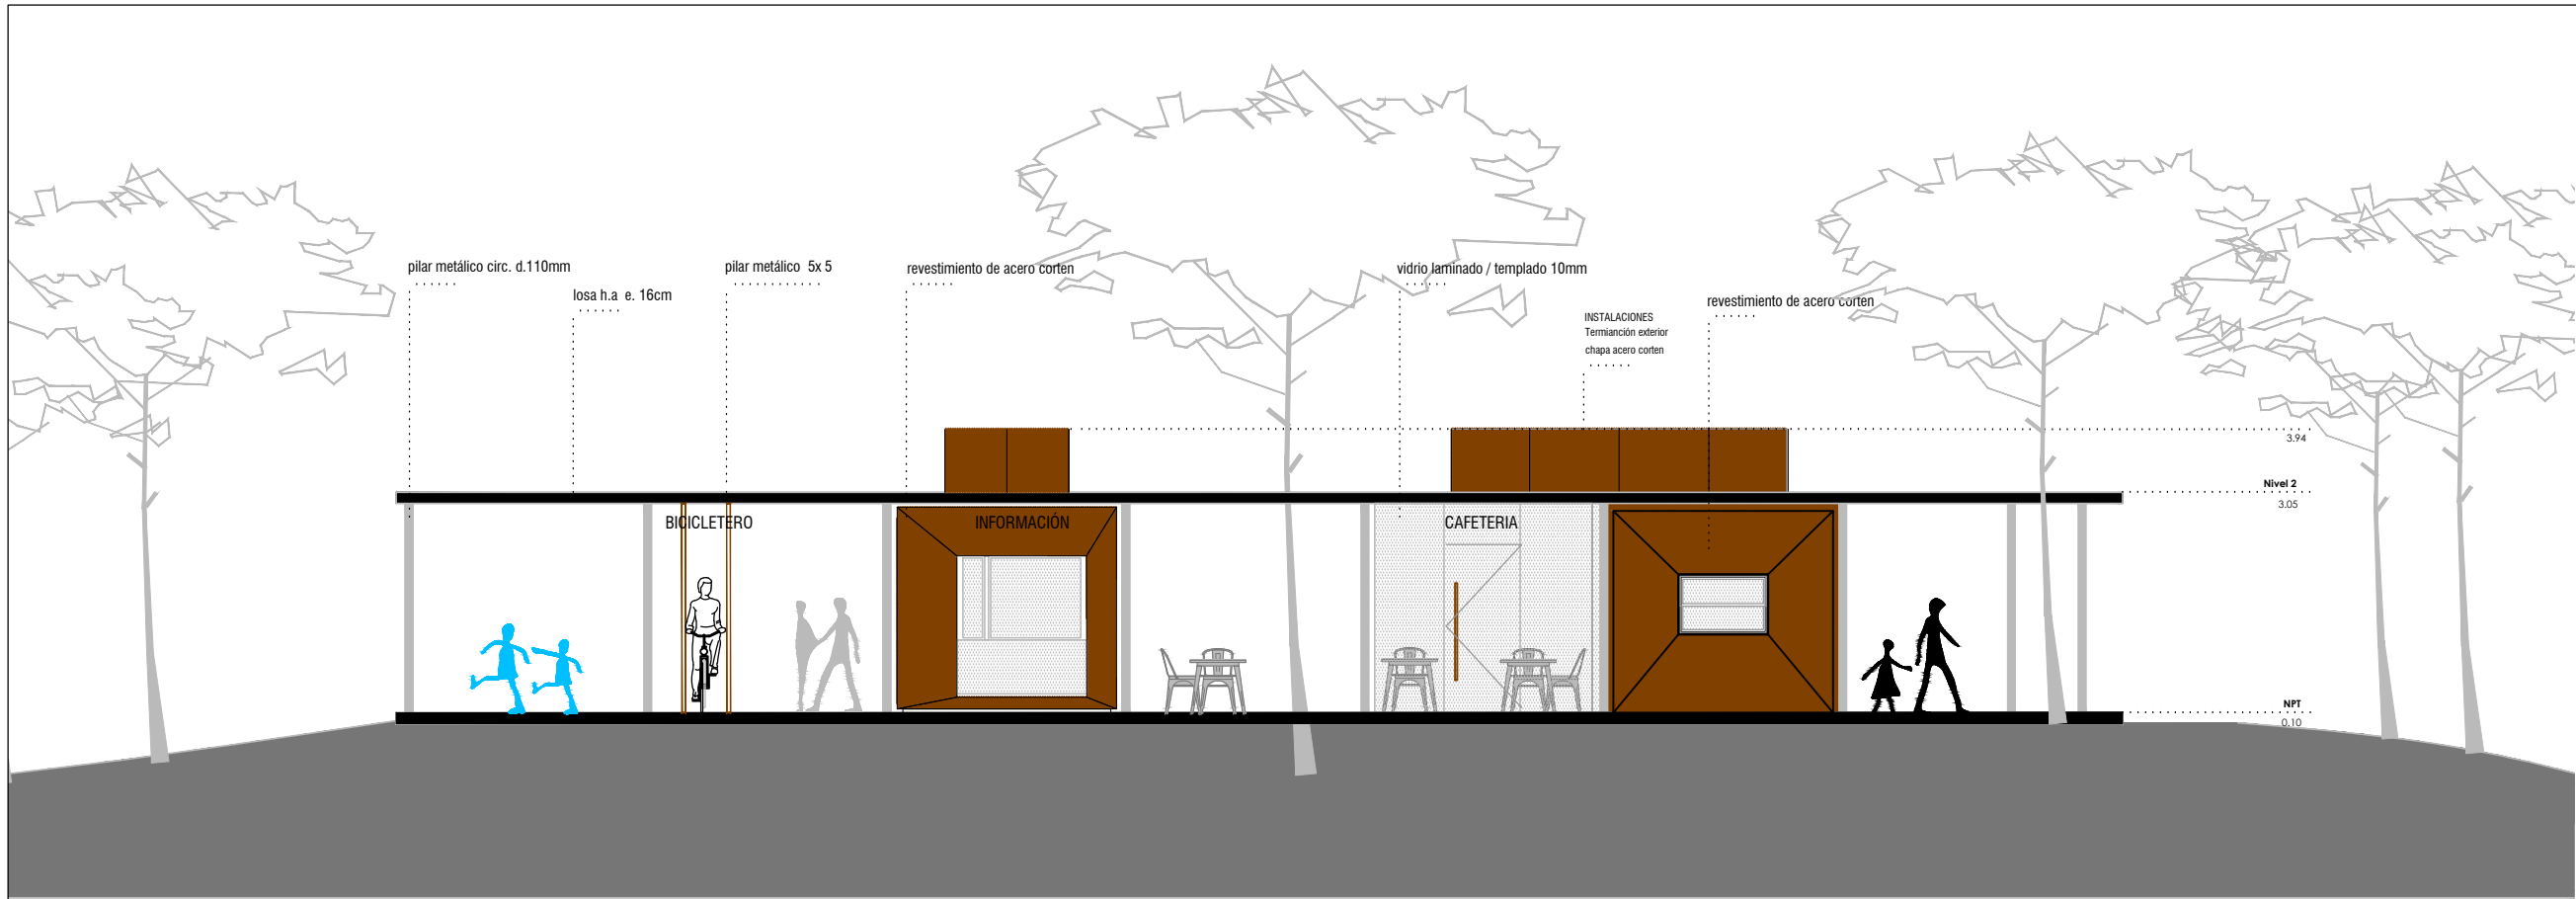 pilar metálico circ. d.110mm
losa h.a e. 16cm
pilar metálico 5x 5
revestimiento de acero corten
vidrio laminado / templado 10mm
INSTALACIONES
Termianción exterior
chapa acero corten
revestimiento de acero corten
3.94
Nivel 2
3.05
BICICLETERO
INFORMACIÓN
CAFETERIA
NPT
0.10